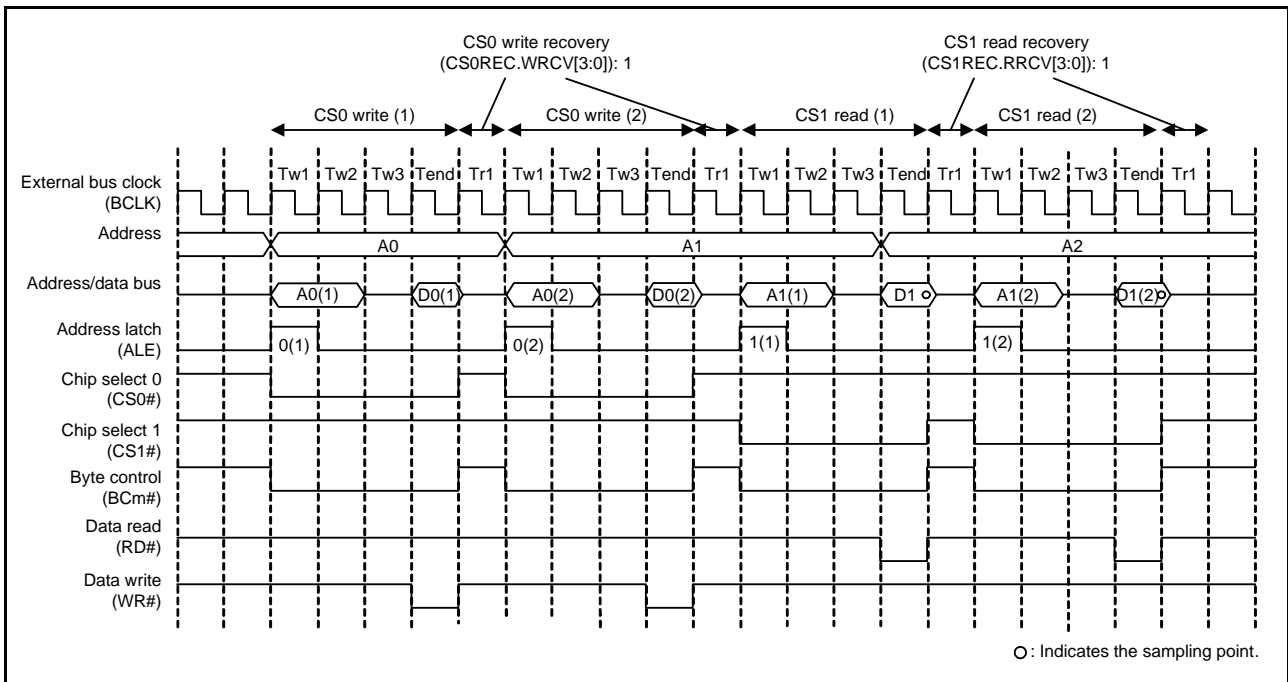 CS0 write recovery
(CS0REC.WRCV[3:0]): 1
CS1 read recovery
(CS1REC.RRCV[3:0]): 1
CS0 write (1)
CS0 write (2)
CS1 read (1)
CS1 read (2)
Tw1 Tw2 Tw3 Tend Tr1 Tw1 Tw2 Tw3 Tend Tr1 Tw1 Tw2 Tw3 Tend Tr1 Tw1 Tw2 Tw3 Tend Tr1
External bus clock
(BCLK)
Address
A0 A1 A2
Address/data bus
A0(1) D0(1) A0(2) D0(2) A1(1) D1 A1(2) D1(2)
Address latch
(ALE)
0(1) 0(2) 1(1) 1(2)
Chip select 0
(CS0#)
Chip select 1
(CS1#)
Byte control
(BCm#)
Data read
(RD#)
Data write
(WR#)
: Indicates the sampling point.